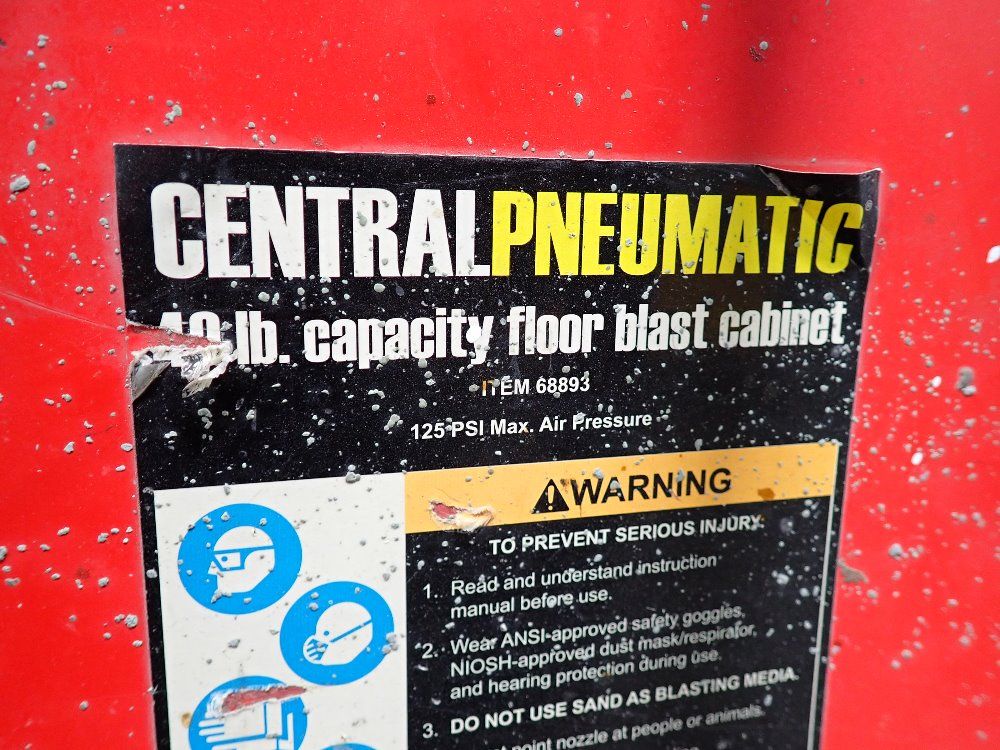 CENTRALPNEUMATIC®
40 lb. capacity floor blast cabinet
ITEM 68893
125 PSI Max. Air Pressure
WARNING
TO PREVENT SERIOUS INJURY:
1. Read and understand instruction
manual before use.
2. Wear ANSI-approved safety goggles,
NIOSH-approved dust mask/respirator,
and hearing protection during use.
3. DO NOT USE SAND AS BLASTING MEDIA.
point nozzle at people or animals.